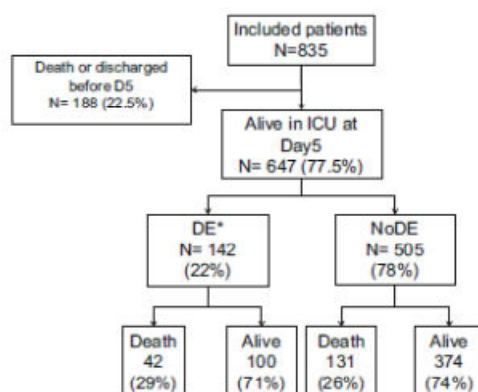 Included patients
N=835
Death or discharged
before D5
N= 188 (22.5%)
Alive in ICU at
Day5
N= 647 (77.5%)
DE*
N= 142
(22%)
NoDE
N= 505
(78%)
Death
42
(29%)
Alive
100
(71%)
Death
131
(26%)
Alive
374
(74%)